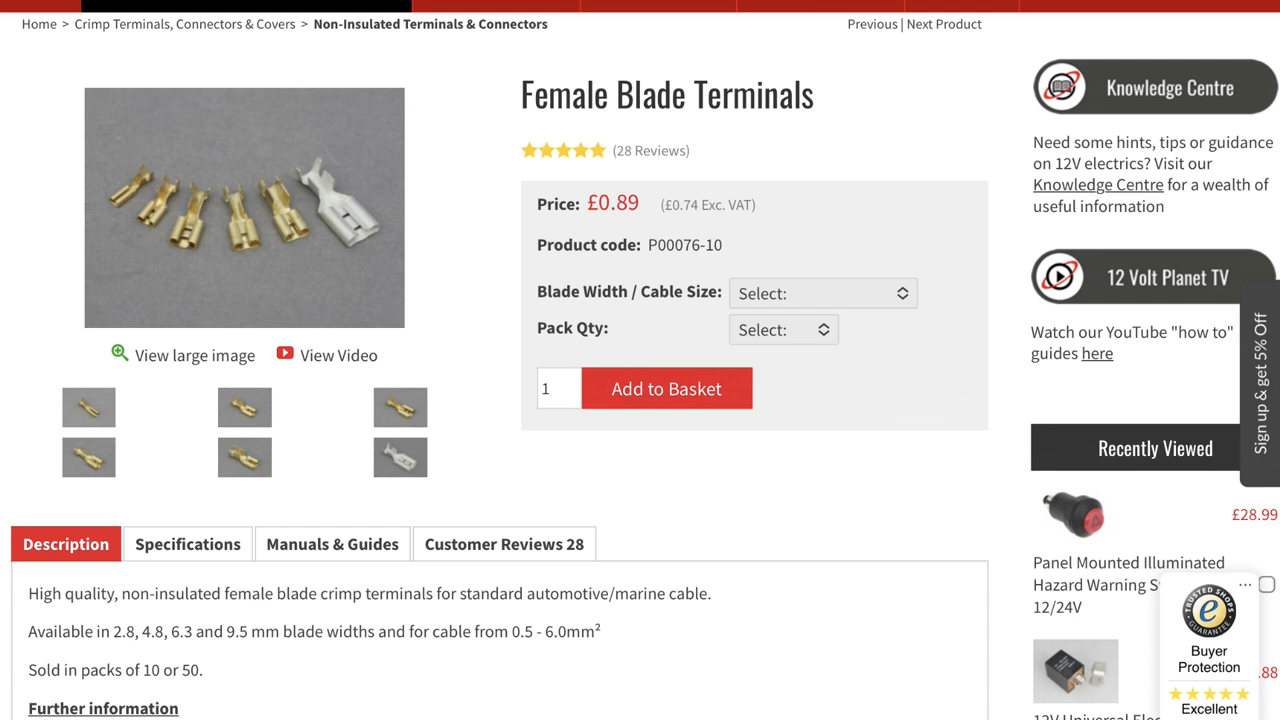 Home > Crimp Terminals, Connectors & Covers > Non-Insulated Terminals & Connectors
Previous | Next Product
Female Blade Terminals
(28 Reviews)
Price: £0.89 (£0.74 Exc. VAT)
Product code: P00076-10
Blade Width / Cable Size: Select:
Pack Qty: Select:
1 Add to Basket
View large image View Video
Description Specifications Manuals & Guides Customer Reviews 28
High quality, non-insulated female blade crimp terminals for standard automotive/marine cable.
Available in 2.8, 4.8, 6.3 and 9.5 mm blade widths and for cable from 0.5 - 6.0mm²
Sold in packs of 10 or 50.
Further information
Knowledge Centre
Need some hints, tips or guidance
on 12V electrics? Visit our
Knowledge Centre for a wealth of
useful information
12 Volt Planet TV
Watch our YouTube "how to"
guides here
Sign up & get 5% Off
Recently Viewed
£28.99
Panel Mounted Illuminated
Hazard Warning
12/24V
.88
12V Universal
TRUSTED SHOPS
GUARANTEE
Buyer
Protection
Excellent